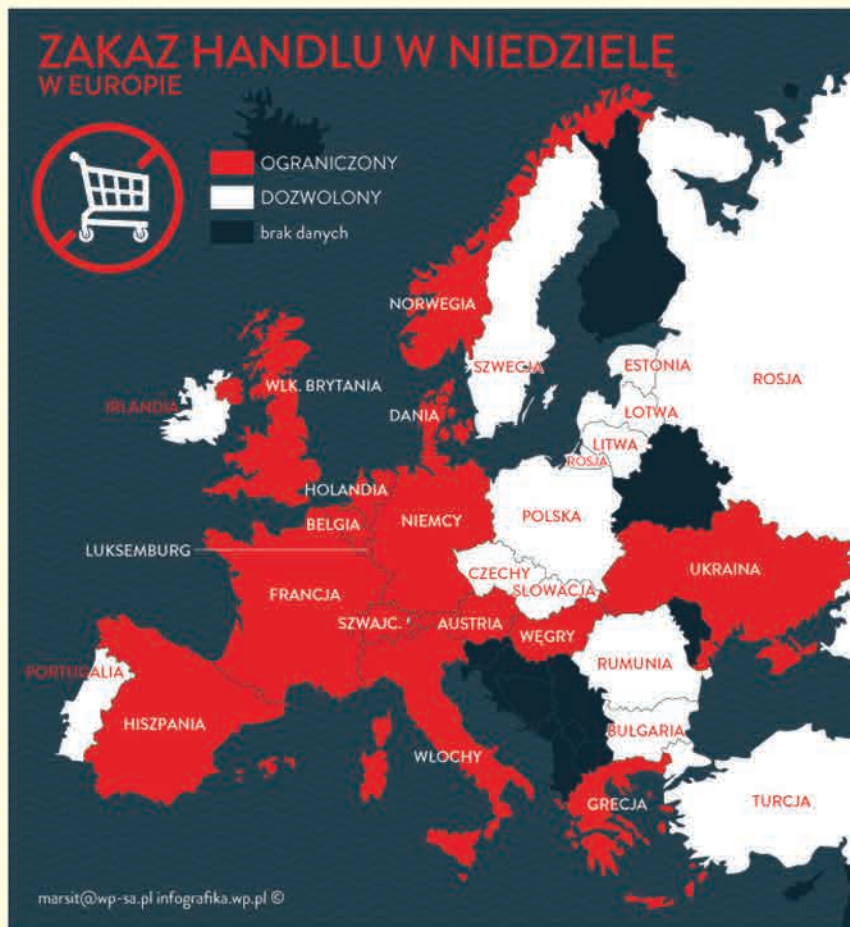 ZAKAZ HANDLU W NIEDZIELĘ
W EUROPIE
OGRANICZONY
DOZWOLONY
brak danych
NORWEGIA
SZWECJA
ESTONIA
ROSJA
IRLANDIA
WLK. BRYTANIA
DANIA
ŁOTWA
LITWA
ROSJA
HOLANDIA
BELGIA
NIEMCY
POLSKA
LUKSEMBURG
CZECHY
SŁOWACJA
UKRAINA
FRANCJA
SZWAJC.
AUSTRIA
WĘGRY
RUMUNIA
PORTUGALIA
HISZPANIA
BUŁGARIA
WŁOCHY
GRECJA
TURCJA
marsit@wp-sa.pl infografika.wp.pl ©